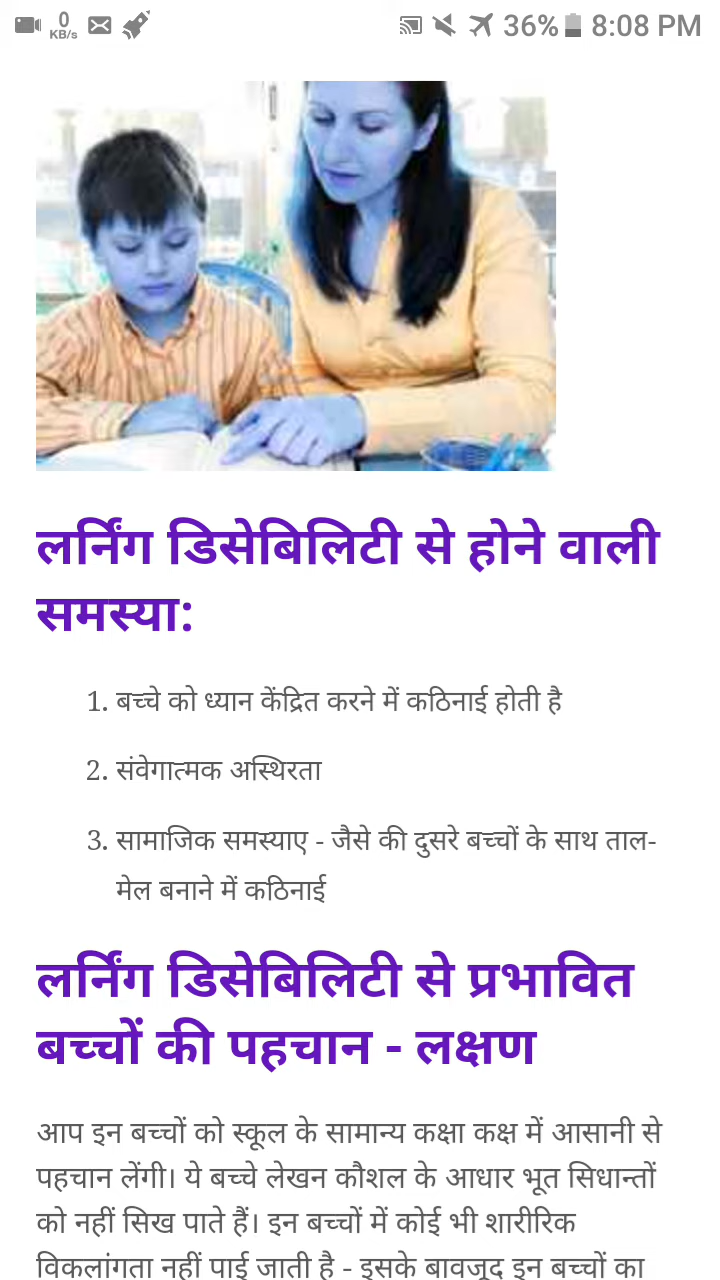 0
KB/s
36% 8:08 PM
लर्निंग डिसेबिलिटी से होने वाली
समस्या:
1. बच्चे को ध्यान केंद्रित करने में कठिनाई होती है
2. संवेगात्मक अस्थिरता
3. सामाजिक समस्याए - जैसे की दुसरे बच्चों के साथ ताल-
मेल बनाने में कठिनाई
लर्निंग डिसेबिलिटी से प्रभावित
बच्चों की पहचान - लक्षण
आप इन बच्चों को स्कूल के सामान्य कक्षा कक्ष में आसानी से
पहचान लेंगी। ये बच्चे लेखन कौशल के आधार भूत सिधान्तों
को नहीं सिख पाते हैं। इन बच्चों में कोई भी शारीरिक
विकलांगता नहीं पाई जाती है - इसके बावजूद इन बच्चों का